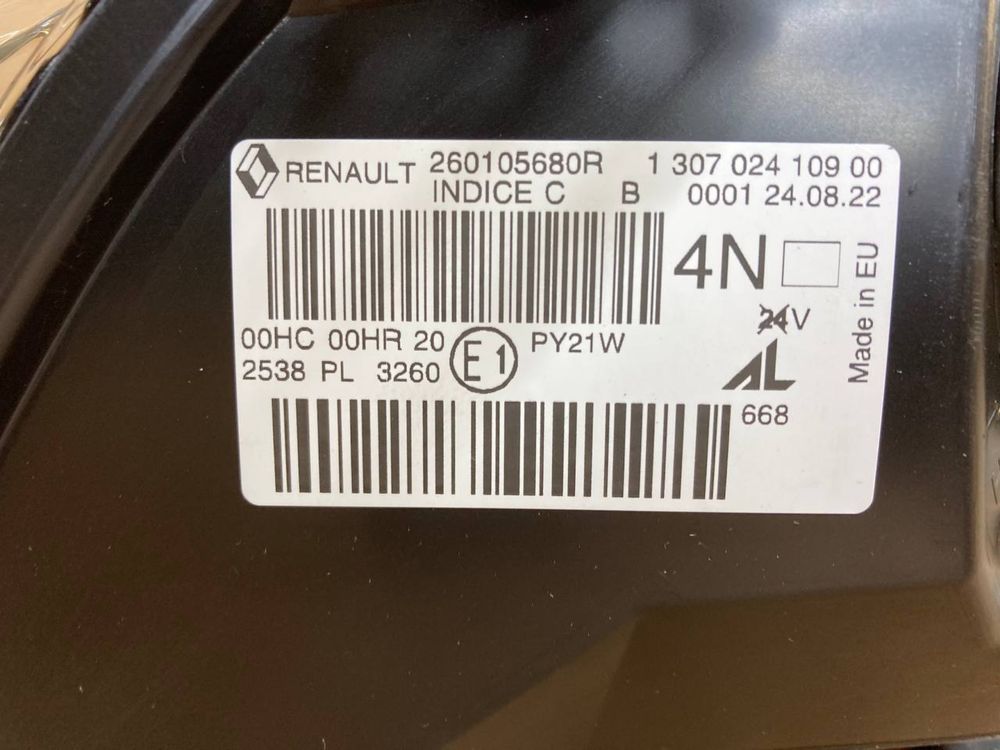 RENAULT 260105680R 1 307 024 109 00
INDICE C B 0001 24.08.22
4N
24V
Made in EU
00HC 00HR 20 E1 PY21W
2538 PL 3260
AL
668